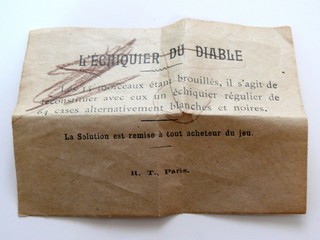 L'ÉCHIQUIER DU DIABLE
Les 14 morceaux étant brouillés, il s'agit de
reconstituer avec eux un échiquier régulier de
64 cases alternativement blanches et noires.
La Solution est remise à tout acheteur du jeu.
R. T., Paris.